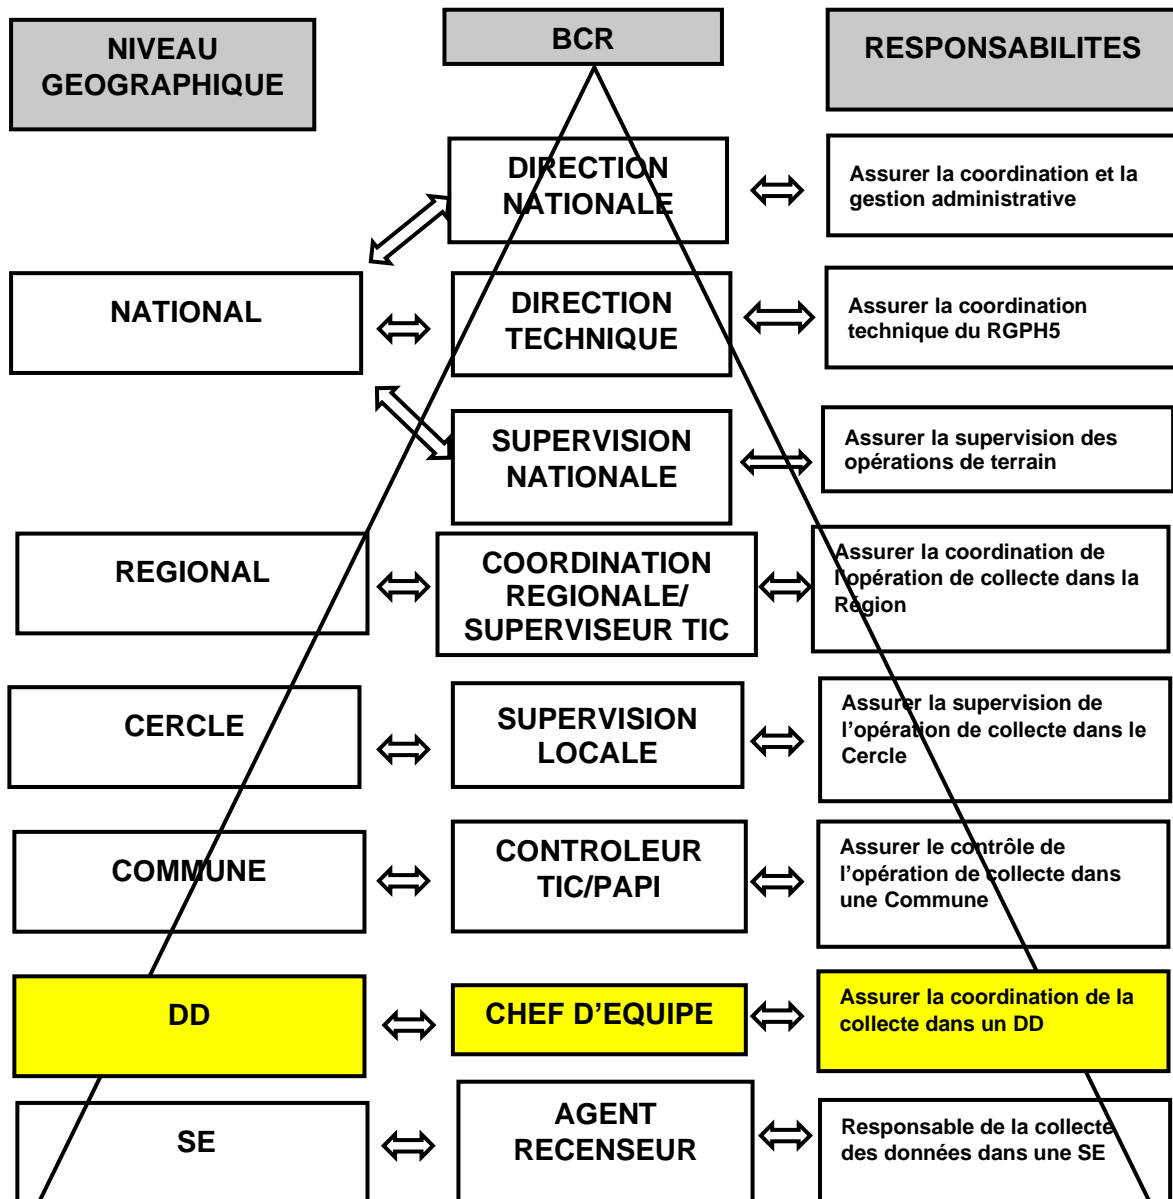 NIVEAU
GEOGRAPHIQUE
BCR
RESPONSABILITES
DIRECTION
NATIONALE
Assurer la coordination et la
gestion administrative
NATIONAL
DIRECTION
TECHNIQUE
Assurer la coordination
technique du RGPH5
SUPERVISION
NATIONALE
Assurer la supervision des
opérations de terrain
REGIONAL
COORDINATION
REGIONALE/
SUPERVISEUR TIC
Assurer la coordination de
l'opération de collecte dans la
Région
CERCLE
SUPERVISION
LOCALE
Assurer la supervision de
l'opération de collecte dans le
Cercle
COMMUNE
CONTROLEUR
TIC/PAPI
Assurer le contrôle de
l'opération de collecte dans
une Commune
DD
CHEF D'EQUIPE
Assurer la coordination de la
collecte dans un DD
SE
AGENT
RECENSEUR
Responsable de la collecte
des données dans une SE